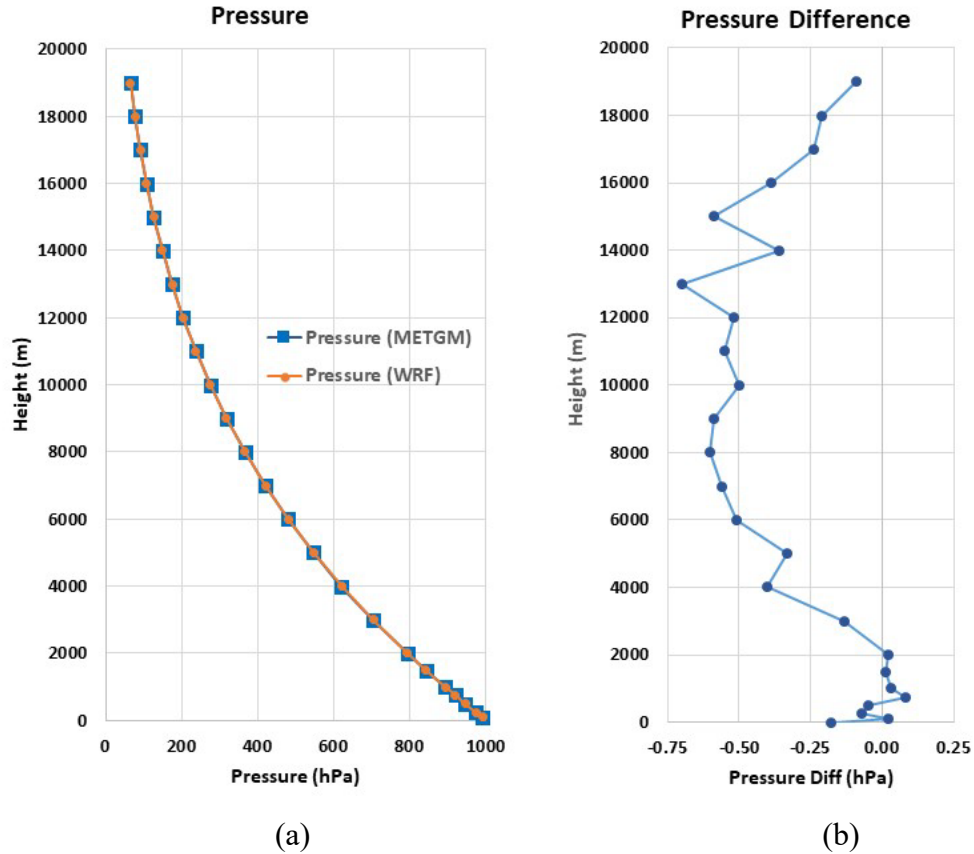 Pressure
20000
18000
16000
14000
12000
10000
8000
6000
4000
2000
0
Height (m)
Pressure (METGM)
Pressure (WRF)
0 200 400 600 800 1000
Pressure (hPa)
(a)
Pressure Difference
20000
18000
16000
14000
12000
10000
8000
6000
4000
2000
0
Height (m)
-0.75 -0.50 -0.25 0.00 0.25
Pressure Diff (hPa)
(b)